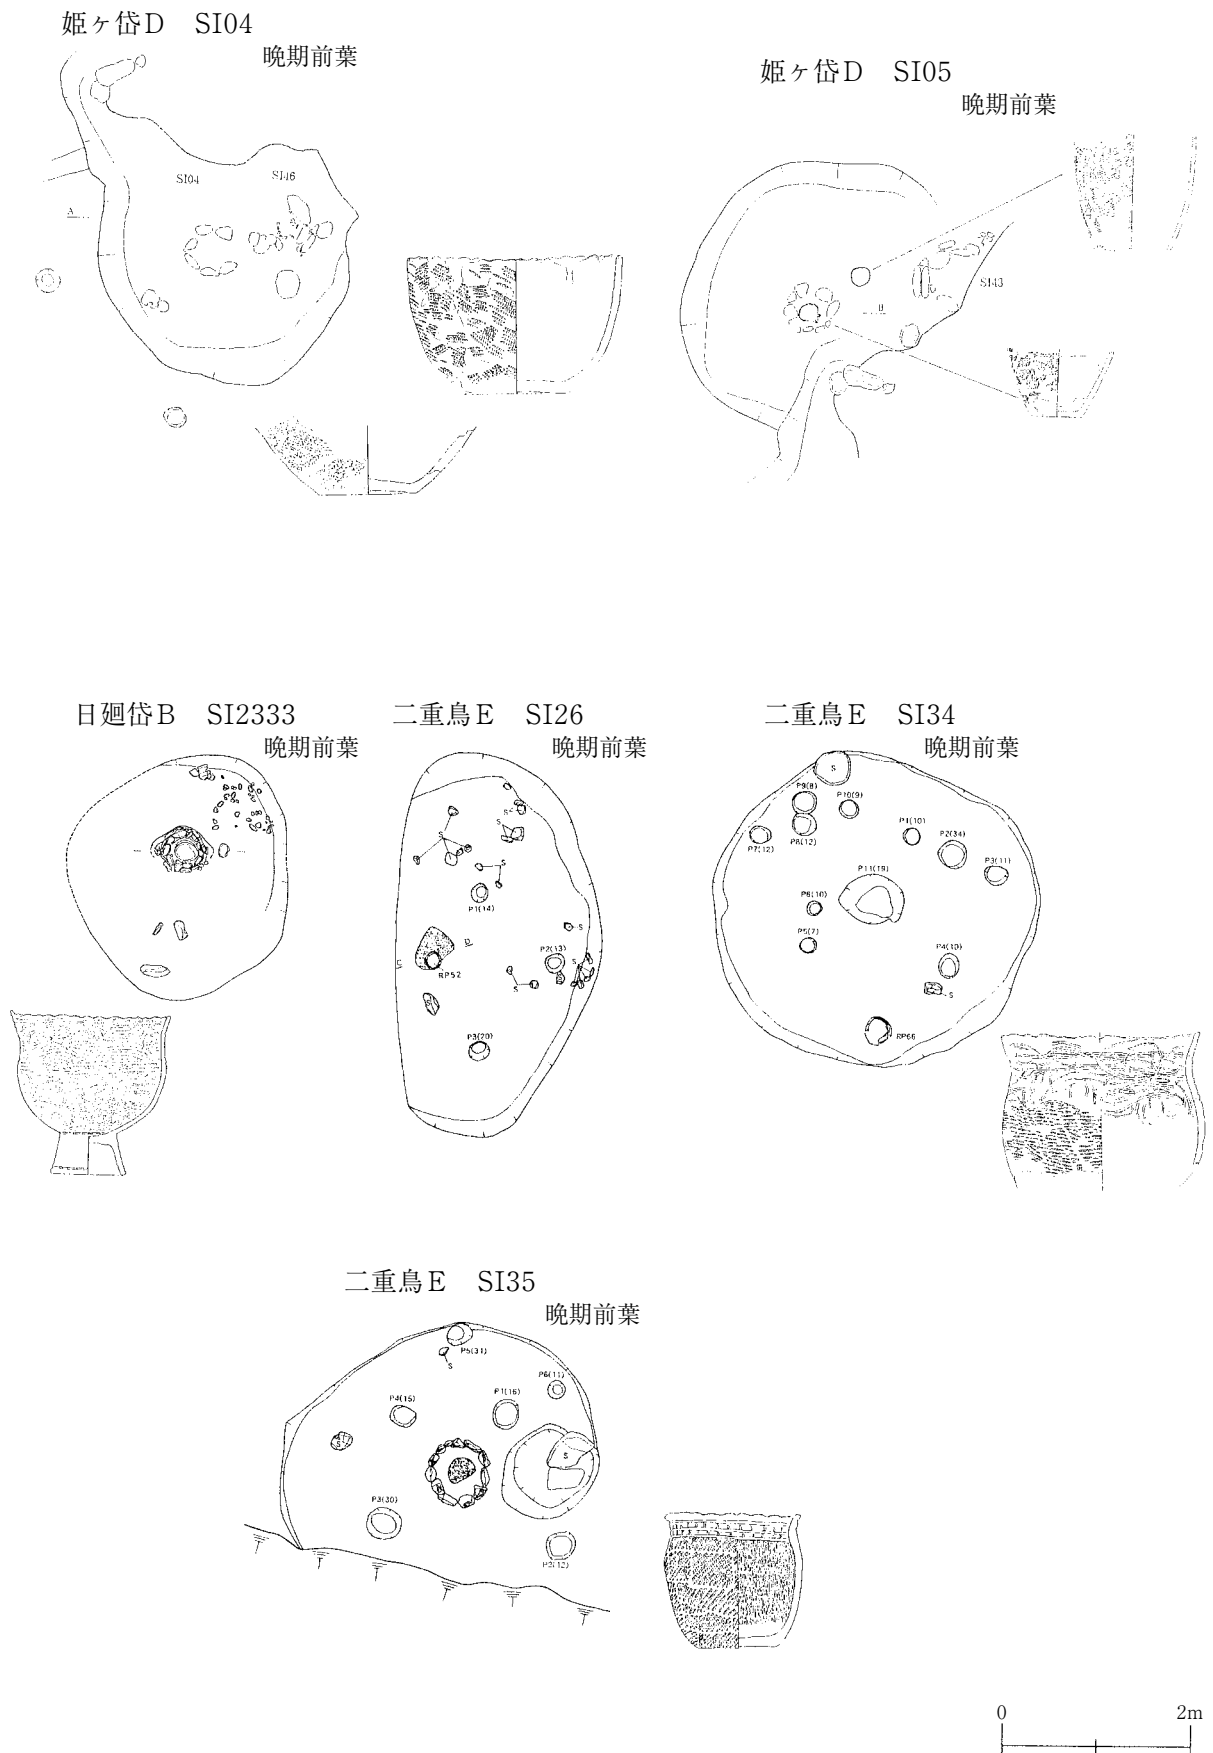 姫ヶ岱D　SI04
晩期前葉
SI04
SI46
A
姫ヶ岱D　SI05
晩期前葉
SI43
B
日廻岱B　SI2333
晩期前葉
二重鳥E　SI26
晩期前葉
S
S
S
S
S
P1(14)
S
P2(13)
S
RP52
S
P3(20)
二重鳥E　SI34
晩期前葉
S
P9(8)
P10(9)
P7(12)
P8(12)
P1(10)
P2(34)
P3(11)
P11(19)
P6(10)
P5(7)
P4(10)
S
RP66
二重鳥E　SI35
晩期前葉
P5(31)
S
P6(11)
P4(15)
P1(16)
S
S
P3(30)
P2(12)
0　2m